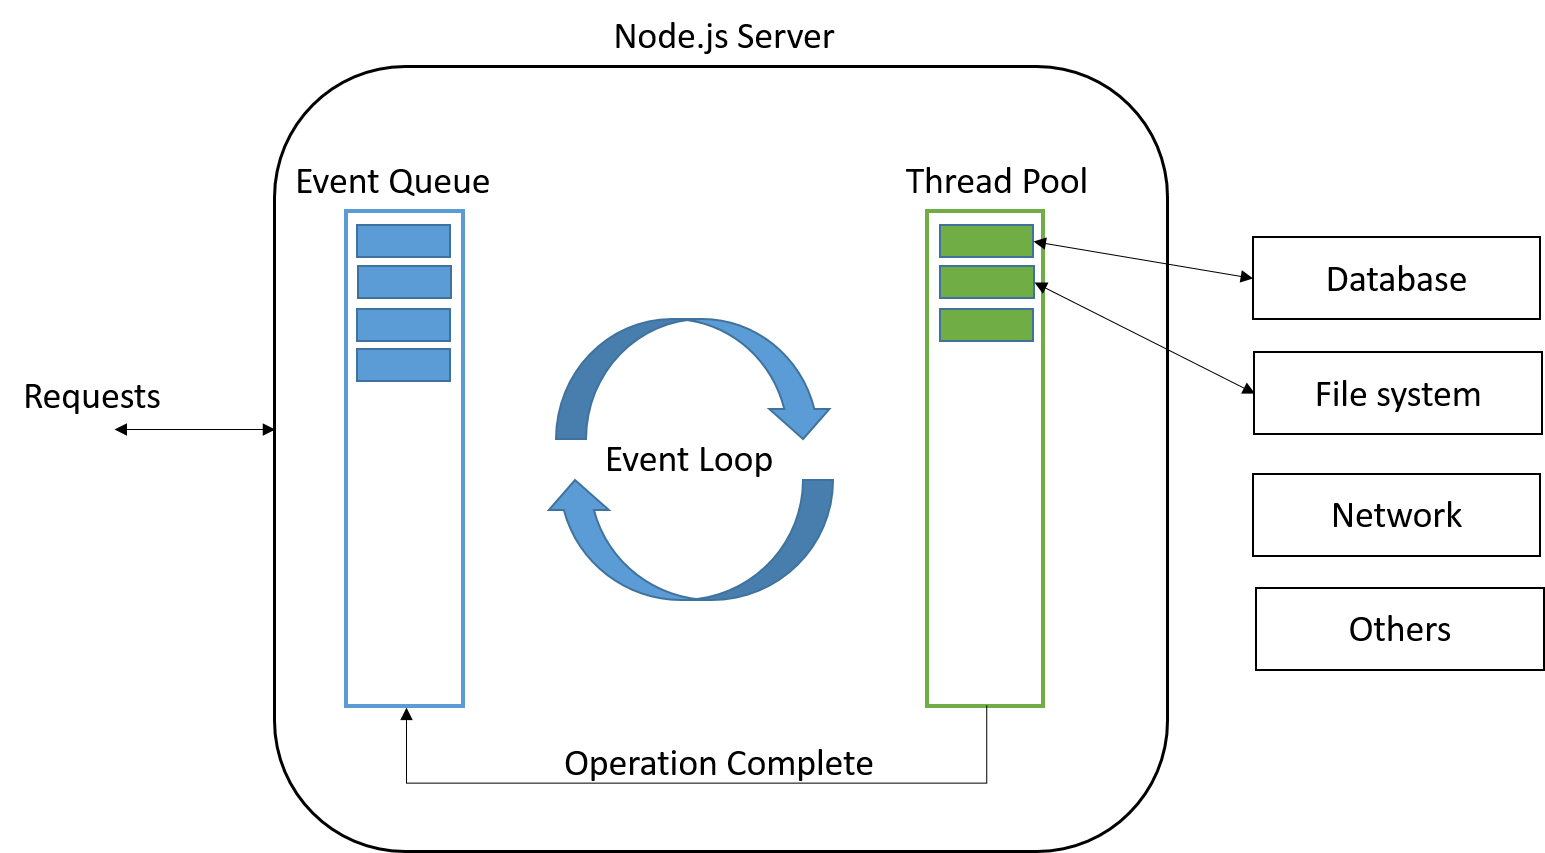 Node.js Server
Event Queue
Thread Pool
Database
File system
Requests
Event Loop
Network
Others
Operation Complete